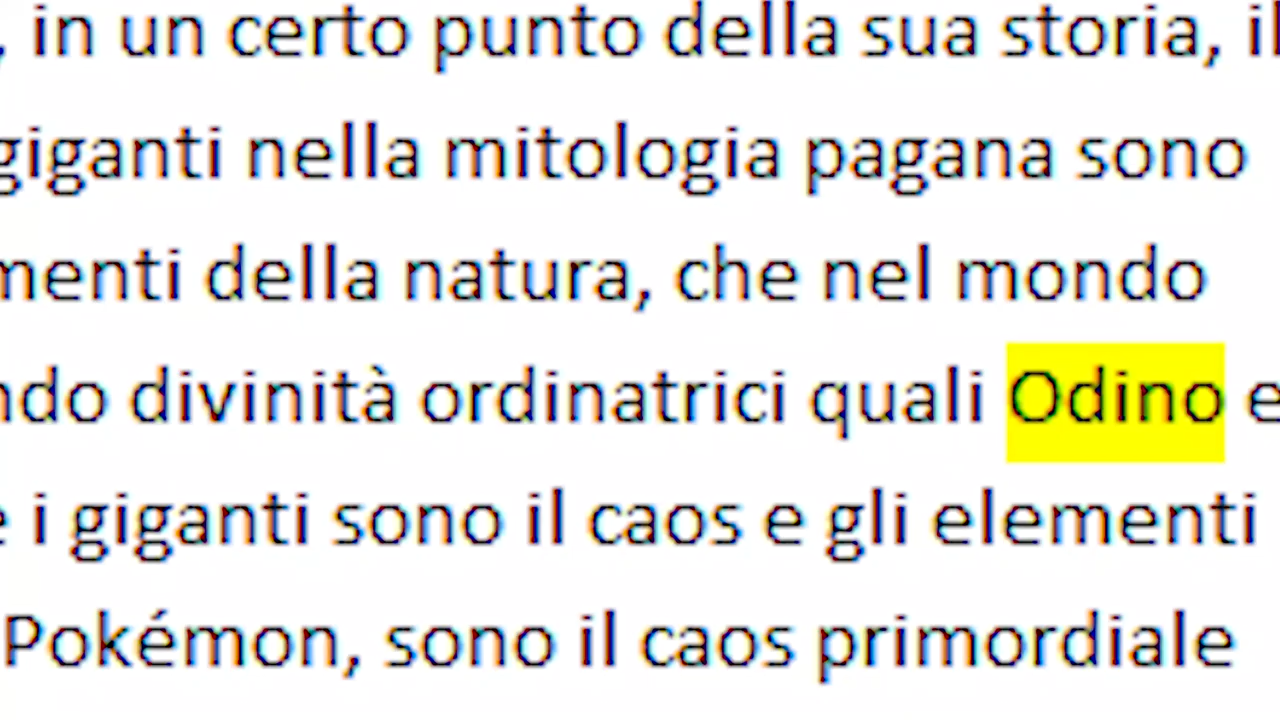 , in un certo punto della sua storia, il
giganti nella mitologia pagana sono
menti della natura, che nel mondo
ndo divinità ordinatrici quali Odino e
e i giganti sono il caos e gli elementi
Pokémon, sono il caos primordiale